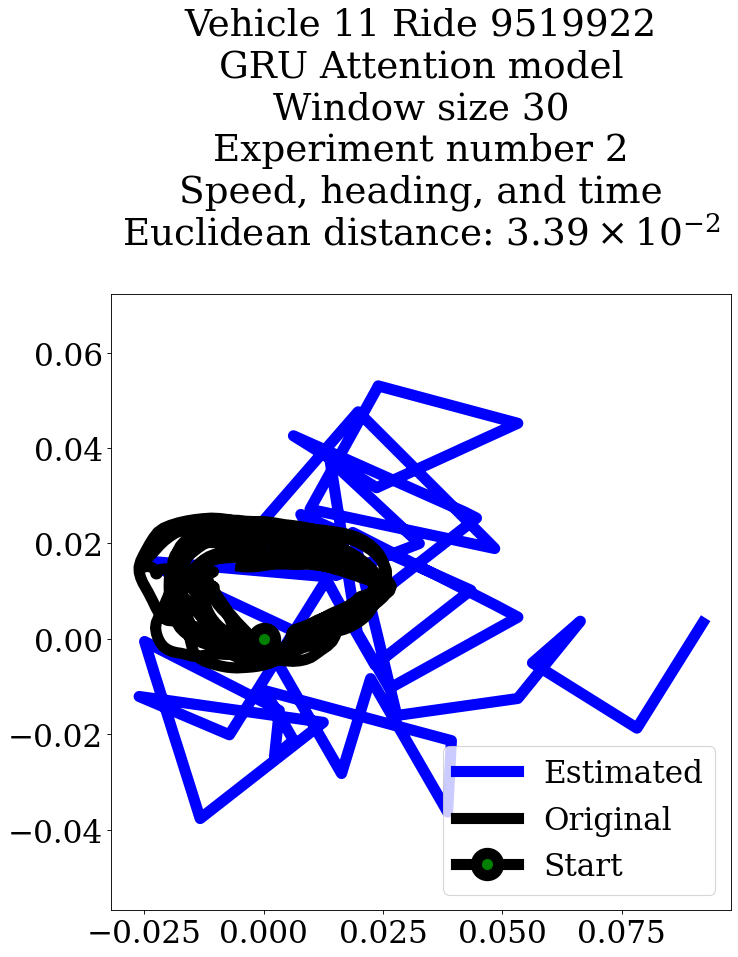 Vehicle 11 Ride 9519922
GRU Attention model
Window size 30
Experiment number 2
Speed, heading, and time
Euclidean distance: 3.39 × 10⁻²
0.06
0.04
0.02
0.00
−0.02
−0.04
Estimated
Original
Start
−0.025 0.000 0.025 0.050 0.075